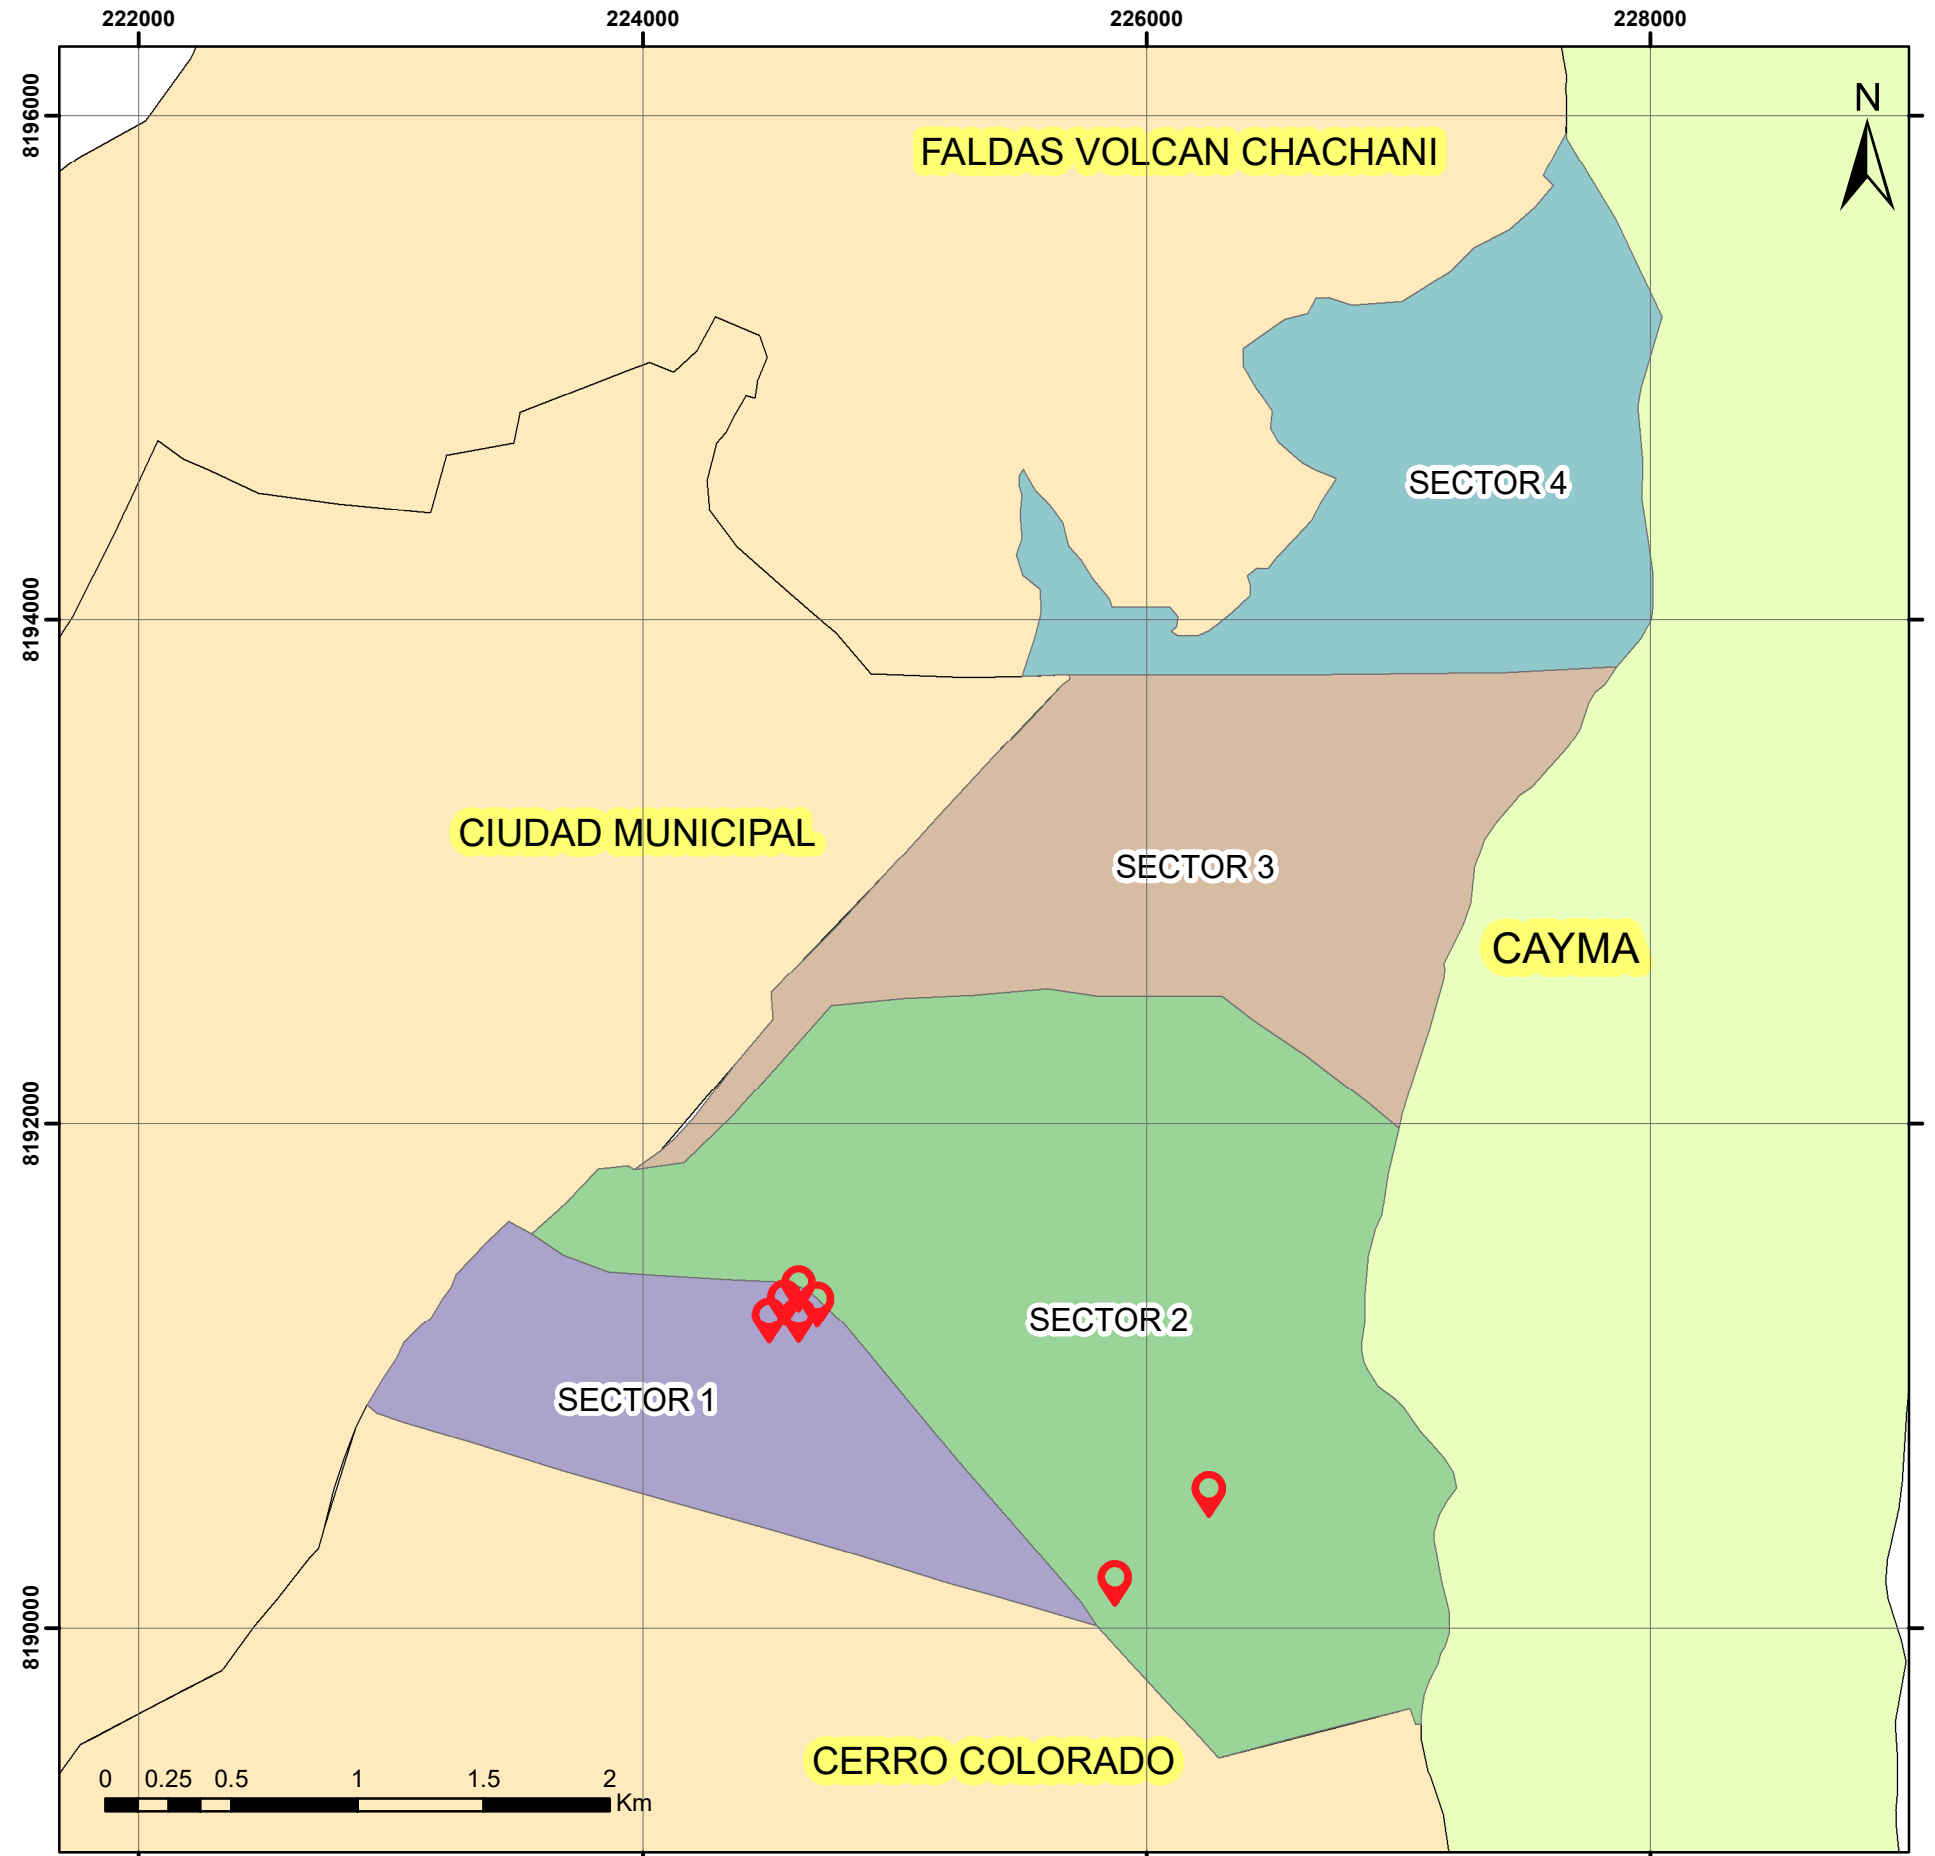 222000 224000 226000 228000
8196000
N
FALDAS VOLCAN CHACHANI
SECTOR 4
8194000
CIUDAD MUNICIPAL
SECTOR 3
CAYMA
8192000
SECTOR 2
SECTOR 1
8190000
CERRO COLORADO
0 0.25 0.5 1 1.5 2
Km